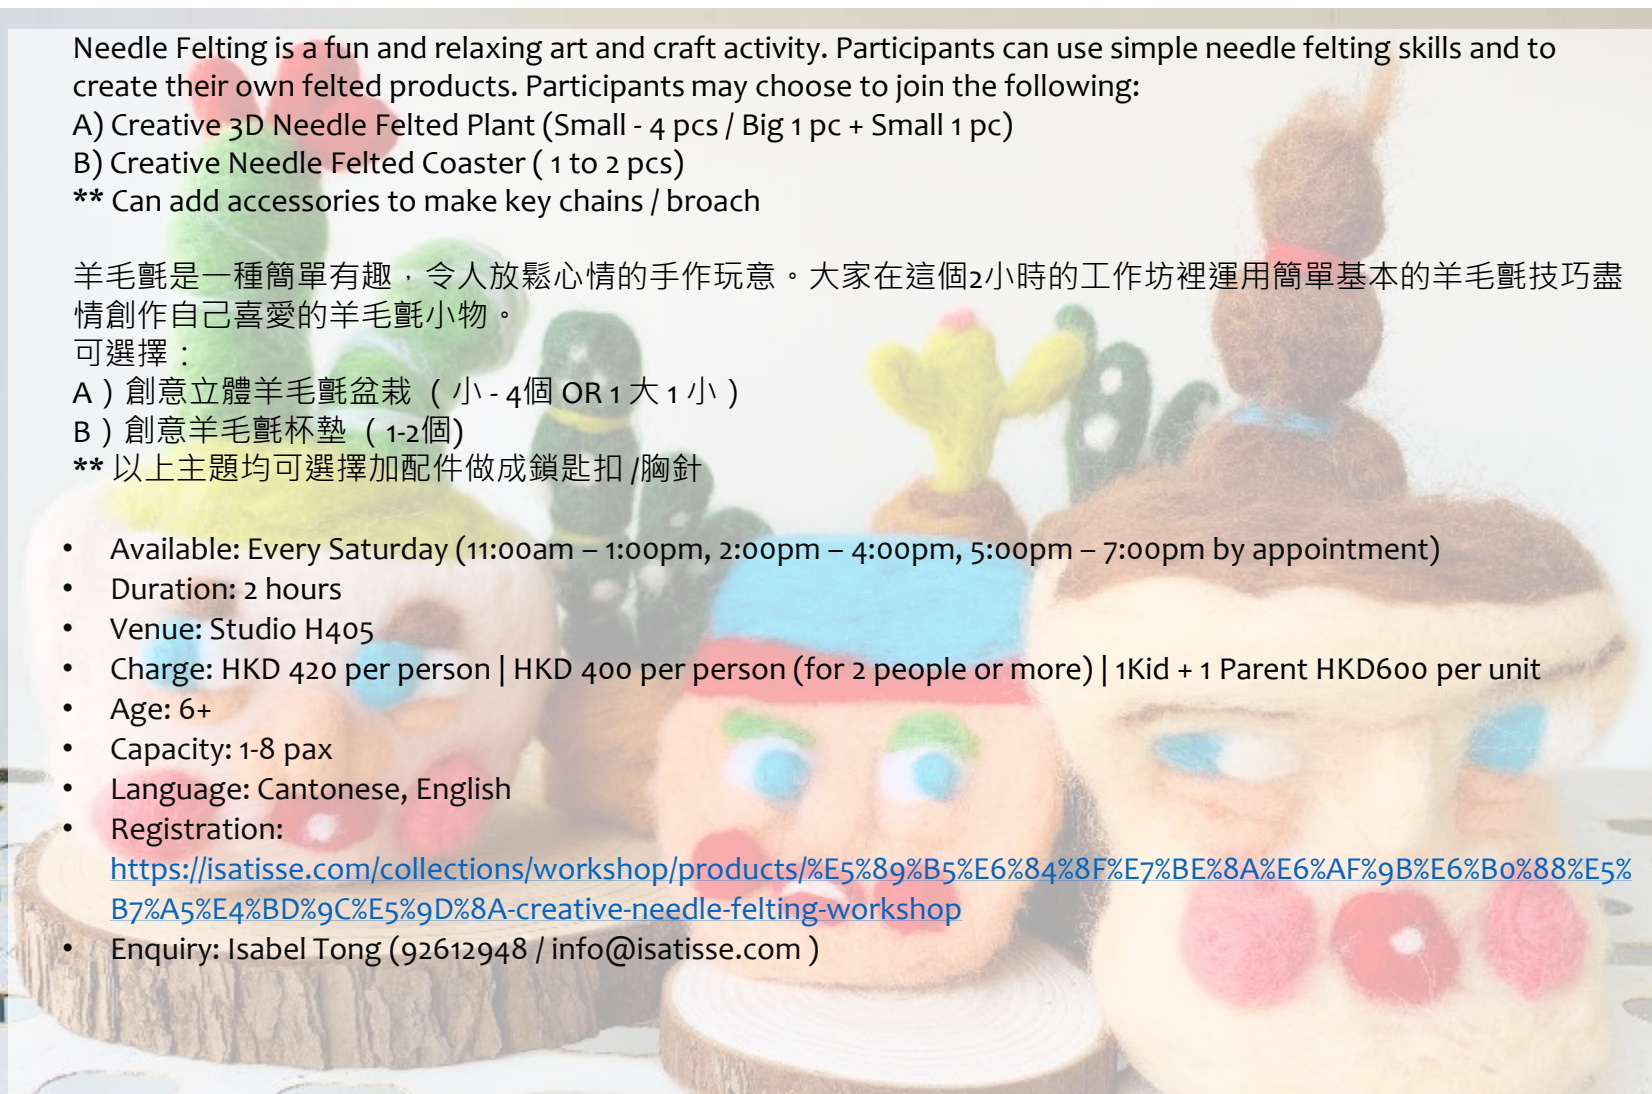 Needle Felting is a fun and relaxing art and craft activity. Participants can use simple needle felting skills and to
create their own felted products. Participants may choose to join the following:
A) Creative 3D Needle Felted Plant (Small - 4 pcs / Big 1 pc + Small 1 pc)
B) Creative Needle Felted Coaster ( 1 to 2 pcs)
** Can add accessories to make key chains / broach
羊毛氈是一種簡單有趣，令人放鬆心情的手作玩意。大家在這個2小時的工作坊裡運用簡單基本的羊毛氈技巧盡
情創作自己喜愛的羊毛氈小物。
可選擇：
A ) 創意立體羊毛氈盆栽 ( 小 - 4個 OR 1 大 1 小 )
B ) 創意羊毛氈杯墊 ( 1-2個)
** 以上主題均可選擇加配件做成鎖匙扣 /胸針
• Available: Every Saturday (11:00am – 1:00pm, 2:00pm – 4:00pm, 5:00pm – 7:00pm by appointment)
• Duration: 2 hours
• Venue: Studio H405
• Charge: HKD 420 per person | HKD 400 per person (for 2 people or more) | 1Kid + 1 Parent HKD600 per unit
• Age: 6+
• Capacity: 1-8 pax
• Language: Cantonese, English
• Registration:
https://isatisse.com/collections/workshop/products/%E5%89%B5%E6%84%8F%E7%BE%8A%E6%AF%9B%E6%B0%88%E5%
B7%A5%E4%BD%9C%E5%9D%8A-creative-needle-felting-workshop
• Enquiry: Isabel Tong (92612948 / info@isatisse.com )